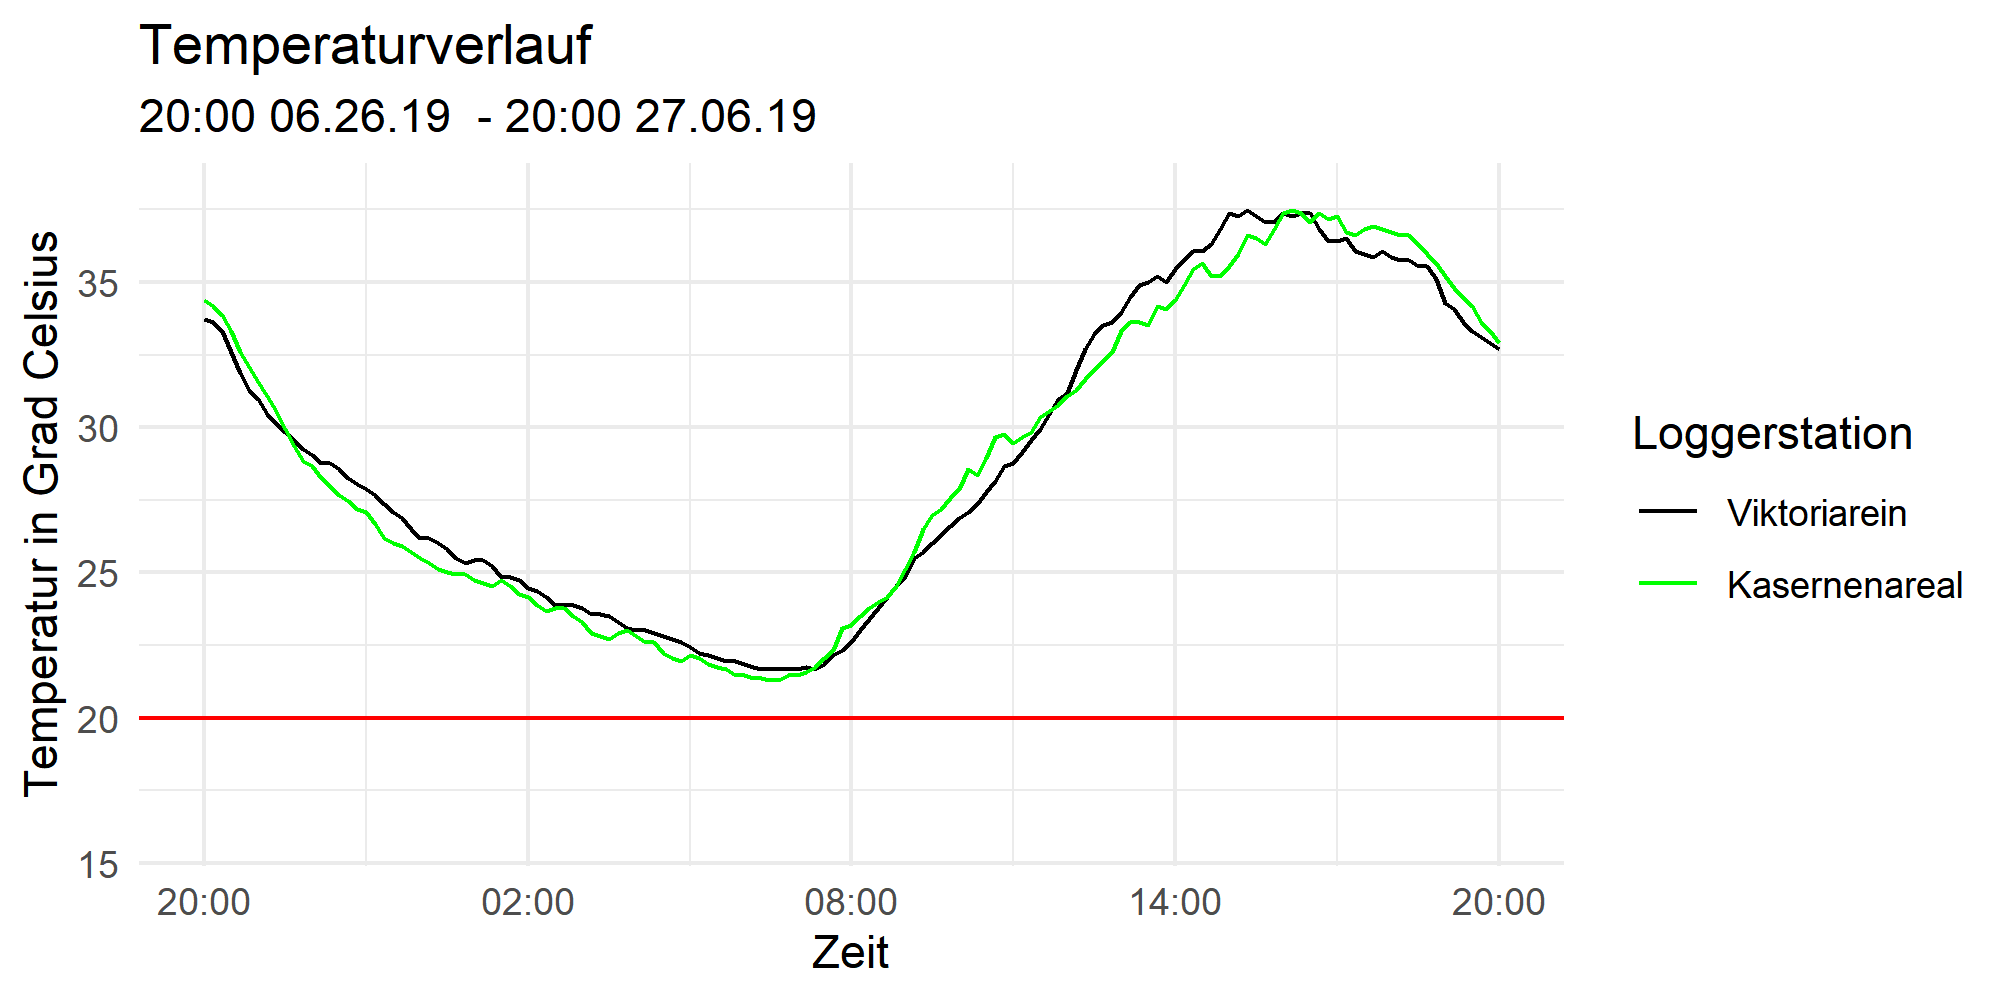 Temperaturverlauf
20:00 06.26.19  - 20:00 27.06.19
Temperatur in Grad Celsius
35
30
25
20
15
20:00
02:00
08:00
14:00
20:00
Zeit
Loggerstation
Viktoriarein
Kasernenareal